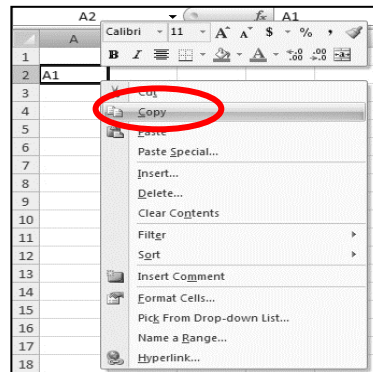 A2 fx A1
Calibri 11 A A $ % ,
A
B I A .00 .00
1
2 A1
3 Cut
4 Copy
5 Paste
6 Paste Special...
7 Insert...
8 Delete...
9
10 Clear Contents
11 Filter
12 Sort
13 Insert Comment
14 Format Cells...
15
16 Pick From Drop-down List...
17 Name a Range...
18 Hyperlink...